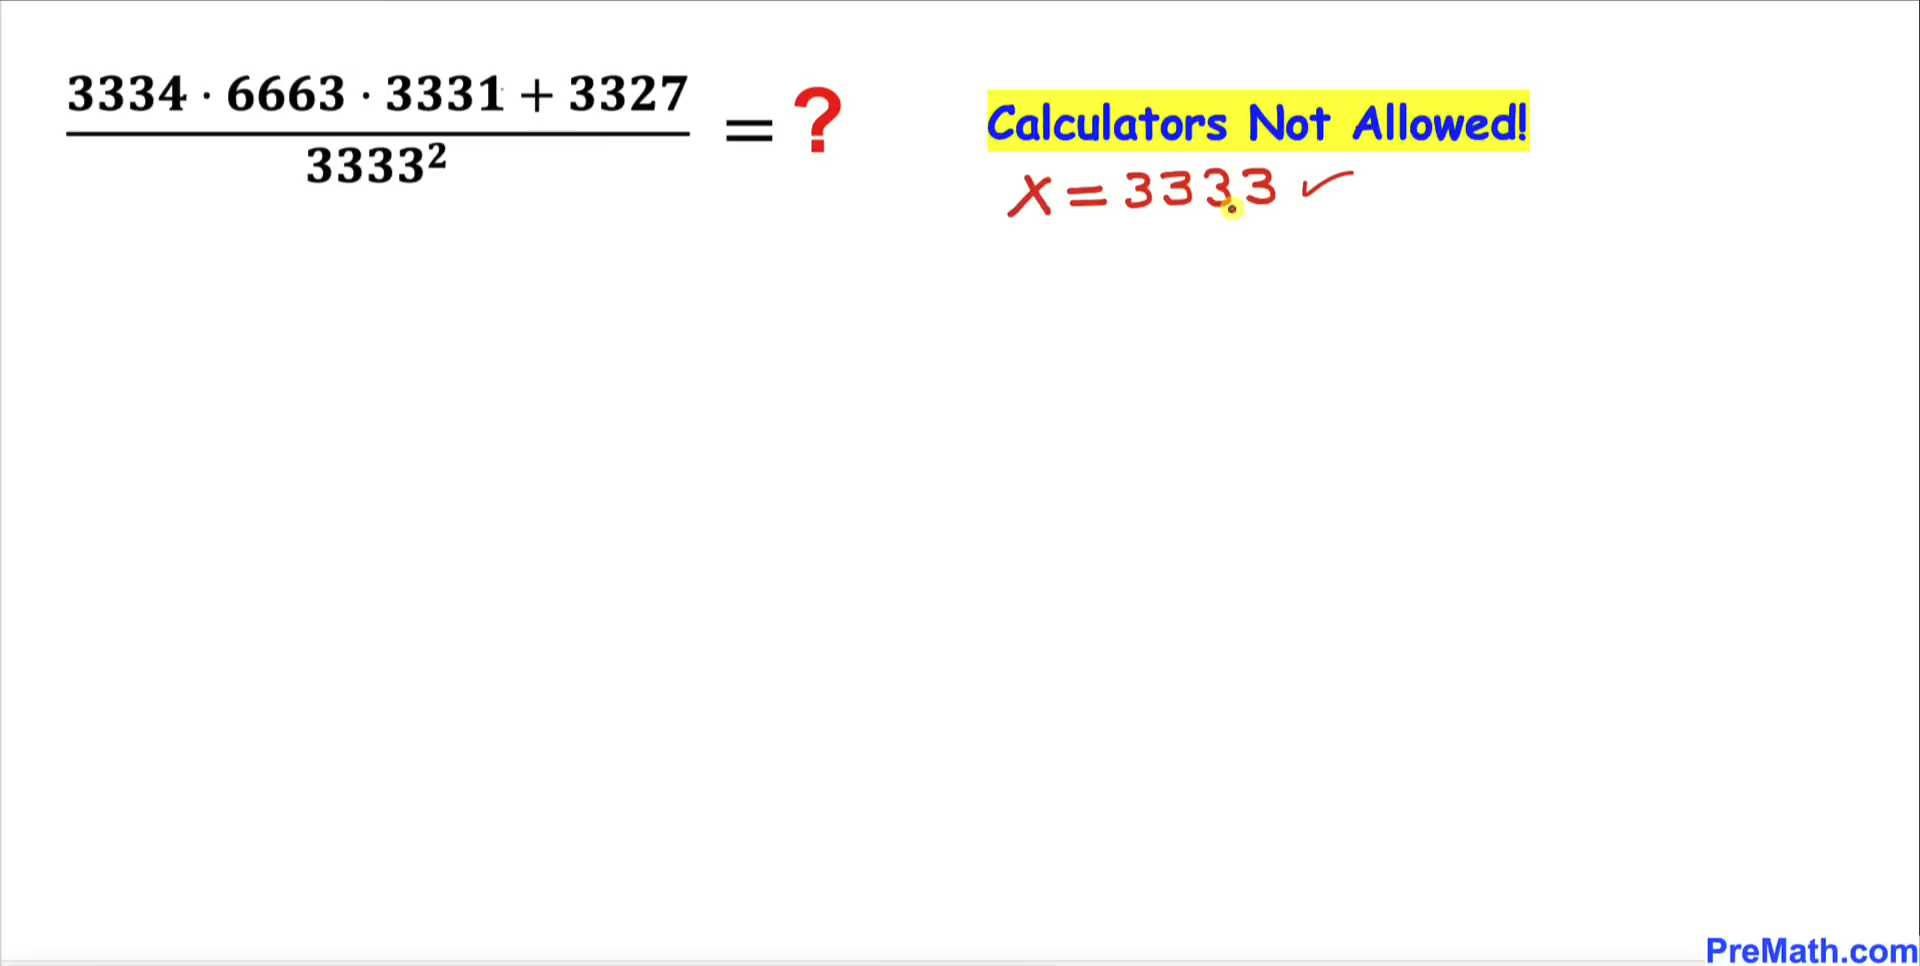 3334 · 6663 · 3331 + 3327
3333² = ?
Calculators Not Allowed!
x = 3333 ✓
PreMath.com